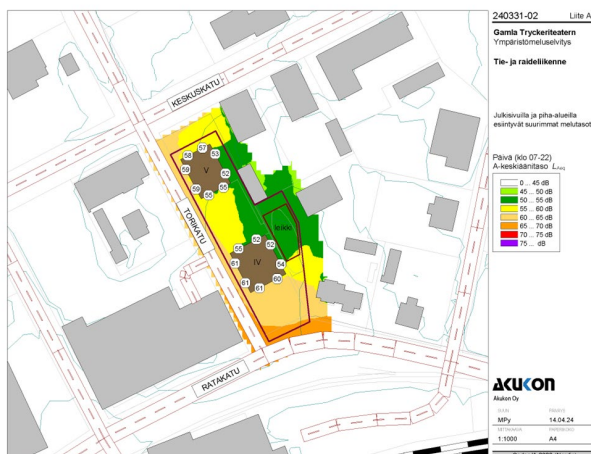 240331-02 Liite A
Gamla Tryckeriteatern
Ympäristömeluselvitys
Tie- ja raideliikenne
Julkisivuilla ja piha-alueilla
esiintyvät suurimmat melutasot
Päivä (klo 07-22)
A-keskiäänitaso L
0 ... 45 dB
45 ... 50 dB
50 ... 55 dB
55 ... 60 dB
60 ... 65 dB
65 ... 70 dB
70 ... 75 dB
75 ... dB
KESKUSKATU
TORIKATU
RATAKATU
57
58
53
59
V
52
59
55
55
leikki
52
52
55
IV
54
61
60
61
61
AKUKON
Akukon Oy
MPy 14.04.24
1:1000 A4